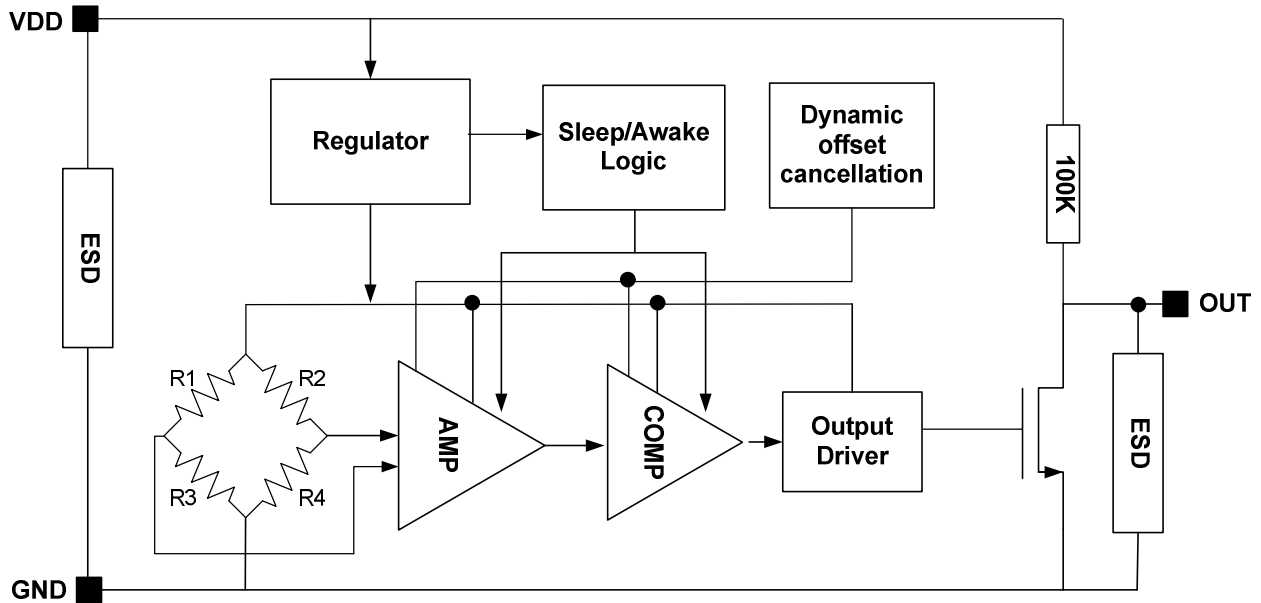 VDD
Regulator
Sleep/Awake
Logic
Dynamic
offset
cancellation
100K
ESD
OUT
R1
R2
R3
R4
AMP
COMP
Output
Driver
ESD
GND